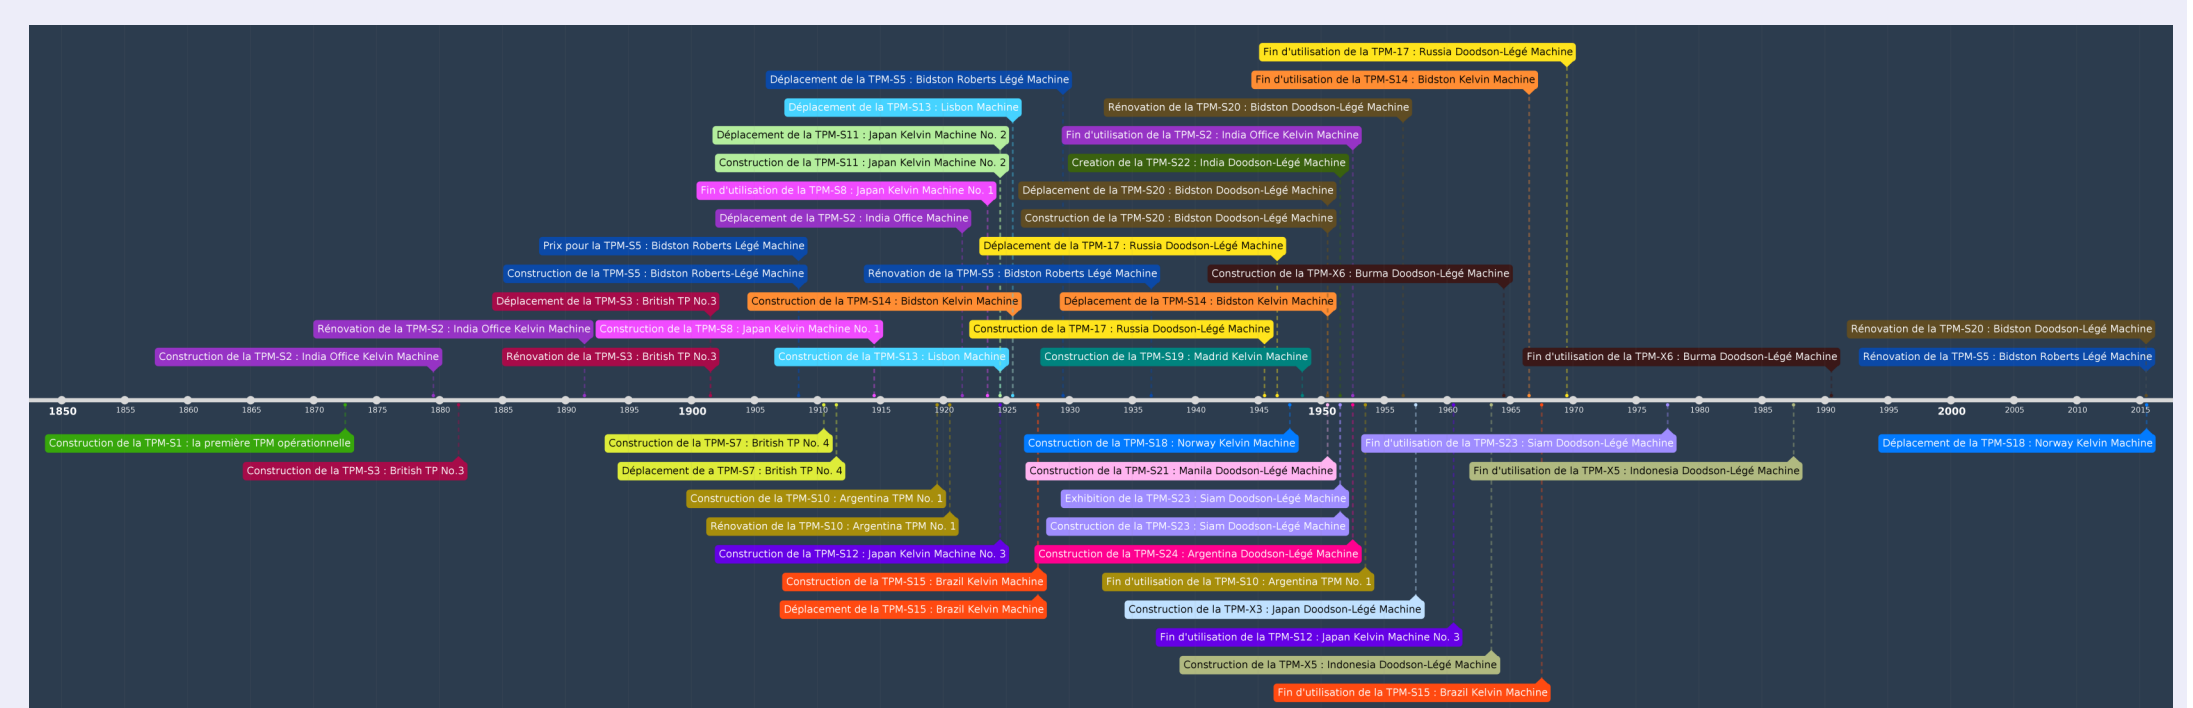 Fin d'utilisation de la TPM-17 : Russia Doodson-Légé Machine
Déplacement de la TPM-S5 : Bidston Roberts Légé Machine
Fin d'utilisation de la TPM-S14 : Bidston Kelvin Machine
Déplacement de la TPM-S13 : Lisbon Machine
Rénovation de la TPM-S20 : Bidston Doodson-Légé Machine
Déplacement de la TPM-S11 : Japan Kelvin Machine No. 2
Fin d'utilisation de la TPM-S2 : India Office Kelvin Machine
Construction de la TPM-S11 : Japan Kelvin Machine No. 2
Creation de la TPM-S22 : India Doodson-Légé Machine
Fin d'utilisation de la TPM-S8 : Japan Kelvin Machine No. 1
Déplacement de la TPM-S20 : Bidston Doodson-Légé Machine
Déplacement de la TPM-S2 : India Office Machine
Construction de la TPM-S20 : Bidston Doodson-Légé Machine
Prix pour la TPM-S5 : Bidston Roberts Légé Machine
Déplacement de la TPM-17 : Russia Doodson-Légé Machine
Construction de la TPM-S5 : Bidston Roberts-Légé Machine
Rénovation de la TPM-S5 : Bidston Roberts Légé Machine
Construction de la TPM-X6 : Burma Doodson-Légé Machine
Déplacement de la TPM-S3 : British TP No.3
Construction de la TPM-S14 : Bidston Kelvin Machine
Déplacement de la TPM-S14 : Bidston Kelvin Machine
Rénovation de la TPM-S2 : India Office Kelvin Machine
Construction de la TPM-S8 : Japan Kelvin Machine No. 1
Construction de la TPM-17 : Russia Doodson-Légé Machine
Rénovation de la TPM-S20 : Bidston Doodson-Légé Machine
Construction de la TPM-S2 : India Office Kelvin Machine
Rénovation de la TPM-S3 : British TP No.3
Construction de la TPM-S13 : Lisbon Machine
Construction de la TPM-S19 : Madrid Kelvin Machine
Fin d'utilisation de la TPM-X6 : Burma Doodson-Légé Machine
Rénovation de la TPM-S5 : Bidston Roberts Légé Machine
1850 1855 1860 1865 1870 1875 1880 1885 1890 1895 1900 1905 1910 1915 1920 1925 1930 1935 1940 1945 1950 1955 1960 1965 1970 1975 1980 1985 1990 1995 2000 2005 2010 2015
Construction de la TPM-S1 : la première TPM opérationnelle
Construction de la TPM-S7 : British TP No. 4
Construction de la TPM-S18 : Norway Kelvin Machine
Fin d'utilisation de la TPM-S23 : Siam Doodson-Légé Machine
Déplacement de la TPM-S18 : Norway Kelvin Machine
Construction de la TPM-S3 : British TP No.3
Déplacement de a TPM-S7 : British TP No. 4
Construction de la TPM-S21 : Manila Doodson-Légé Machine
Fin d'utilisation de la TPM-X5 : Indonesia Doodson-Légé Machine
Construction de la TPM-S10 : Argentina TPM No. 1
Exhibition de la TPM-S23 : Siam Doodson-Légé Machine
Rénovation de la TPM-S10 : Argentina TPM No. 1
Construction de la TPM-S23 : Siam Doodson-Légé Machine
Construction de la TPM-S12 : Japan Kelvin Machine No. 3
Construction de la TPM-S24 : Argentina Doodson-Légé Machine
Construction de la TPM-S15 : Brazil Kelvin Machine
Fin d'utilisation de la TPM-S10 : Argentina TPM No. 1
Déplacement de la TPM-S15 : Brazil Kelvin Machine
Construction de la TPM-X3 : Japan Doodson-Légé Machine
Fin d'utilisation de la TPM-S12 : Japan Kelvin Machine No. 3
Construction de la TPM-X5 : Indonesia Doodson-Légé Machine
Fin d'utilisation de la TPM-S15 : Brazil Kelvin Machine